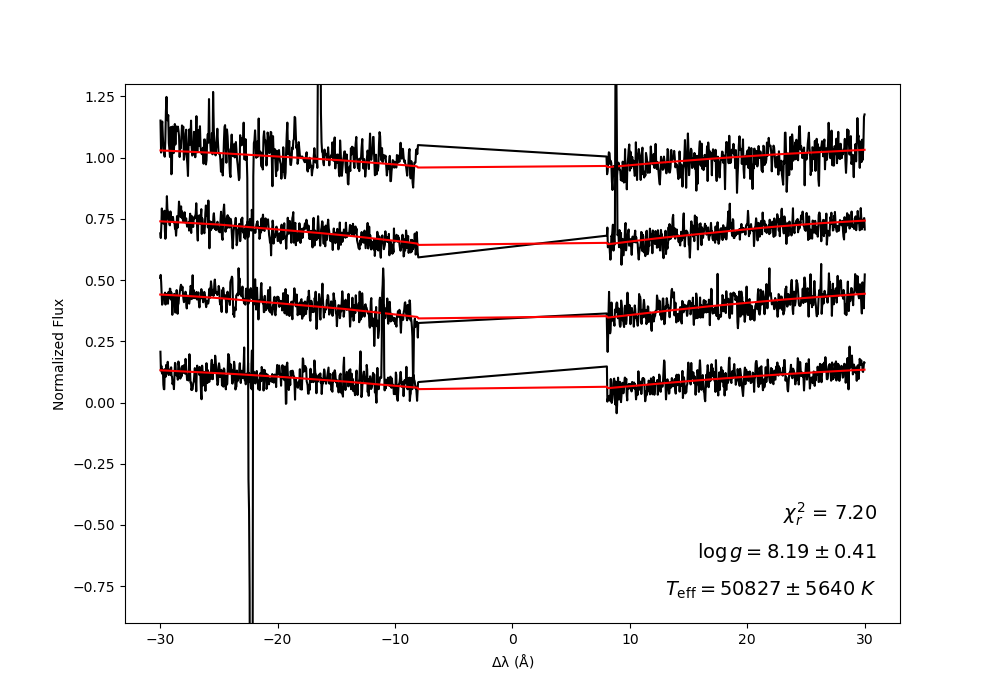 1.25
1.00
0.75
0.50
0.25
0.00
−0.25
−0.50
−0.75
Normalized Flux
χ²ᵣ = 7.20
log g = 8.19 ± 0.41
T_eff = 50827 ± 5640 K
−30 −20 −10 0 10 20 30
Δλ (Å)